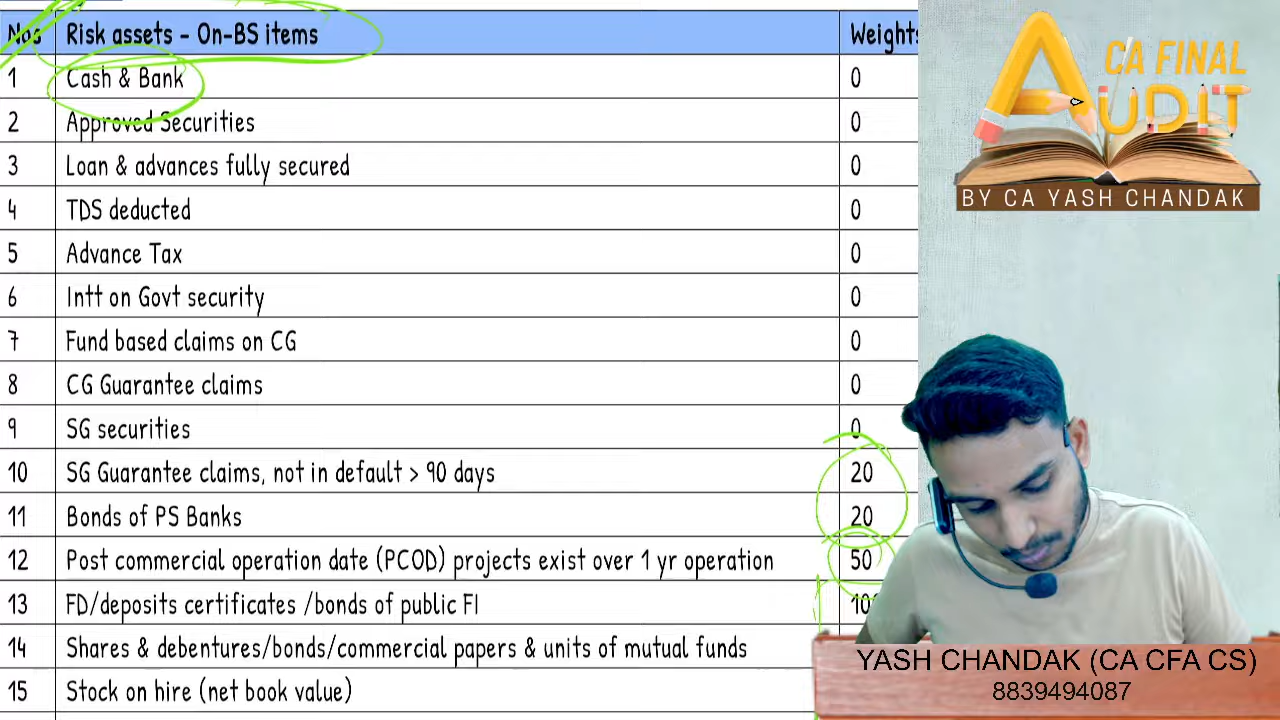 Nos Risk assets - On-BS items Weights
1 Cash & Bank 0
2 Approved Securities 0
3 Loan & advances fully secured 0
4 TDS deducted 0
5 Advance Tax 0
6 Intt on Govt security 0
7 Fund based claims on CG 0
8 CG Guarantee claims 0
9 SG securities 0
10 SG Guarantee claims, not in default > 90 days 20
11 Bonds of PS Banks 20
12 Post commercial operation date (PCOD) projects exist over 1 yr operation 50
13 FD/deposits certificates /bonds of public FI 100
14 Shares & debentures/bonds/commercial papers & units of mutual funds
15 Stock on hire (net book value)
CA FINAL
AUDIT
BY CA YASH CHANDAK
YASH CHANDAK (CA CFA CS)
8839494087